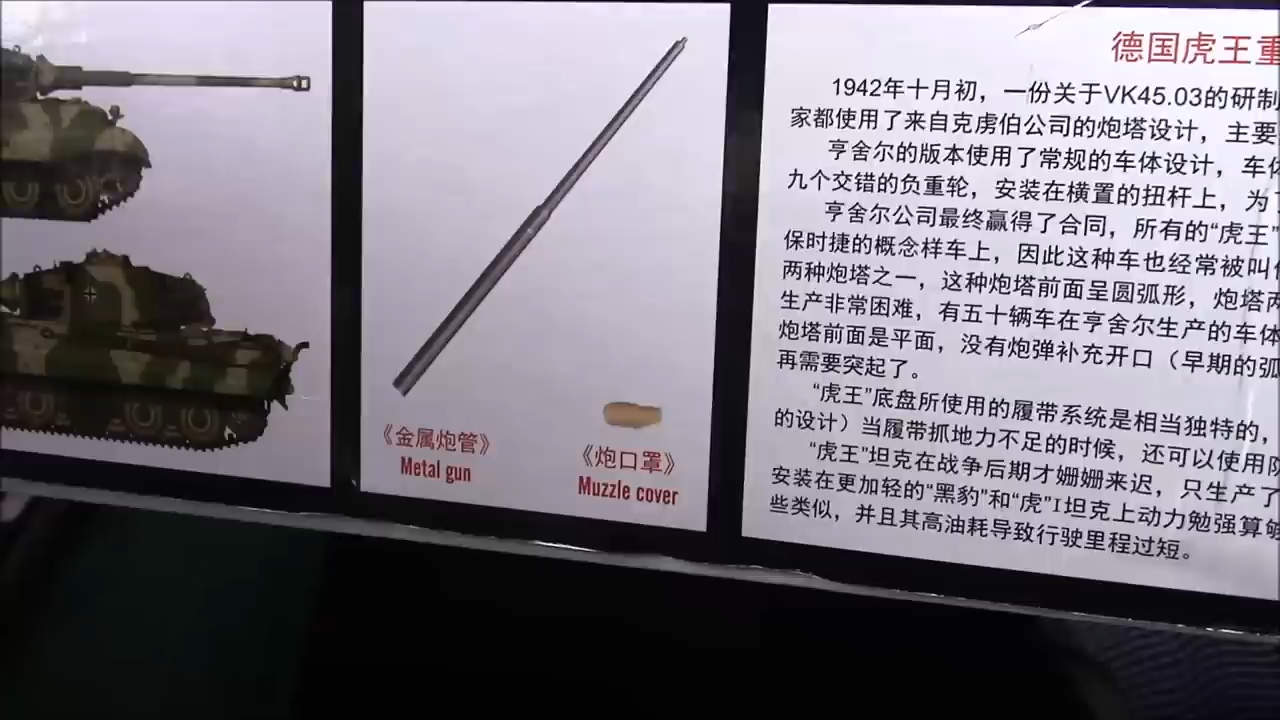 《金属炮管》
Metal gun
《炮口罩》
Muzzle cover
德国虎王重
1942年十月初，一份关于VK45.03的研制
家都使用了来自克虏伯公司的炮塔设计，主要
亨舍尔的版本使用了常规的车体设计，车体
九个交错的负重轮，安装在横置的扭杆上，为了
亨舍尔公司最终赢得了合同，所有的“虎王”
保时捷的概念样车上，因此这种车也经常被叫做
两种炮塔之一，这种炮塔前面呈圆弧形，炮塔两
生产非常困难，有五十辆车在亨舍尔生产的车体
炮塔前面是平面，没有炮弹补充开口（早期的弧
再需要突起了。
“虎王”底盘所使用的履带系统是相当独特的，
的设计）当履带抓地力不足的时候，还可以使用防
“虎王”坦克在战争后期才姗姗来迟，只生产了
安装在更加轻的“黑豹”和“虎”I坦克上动力勉强算够
些类似，并且其高油耗导致行驶里程过短。